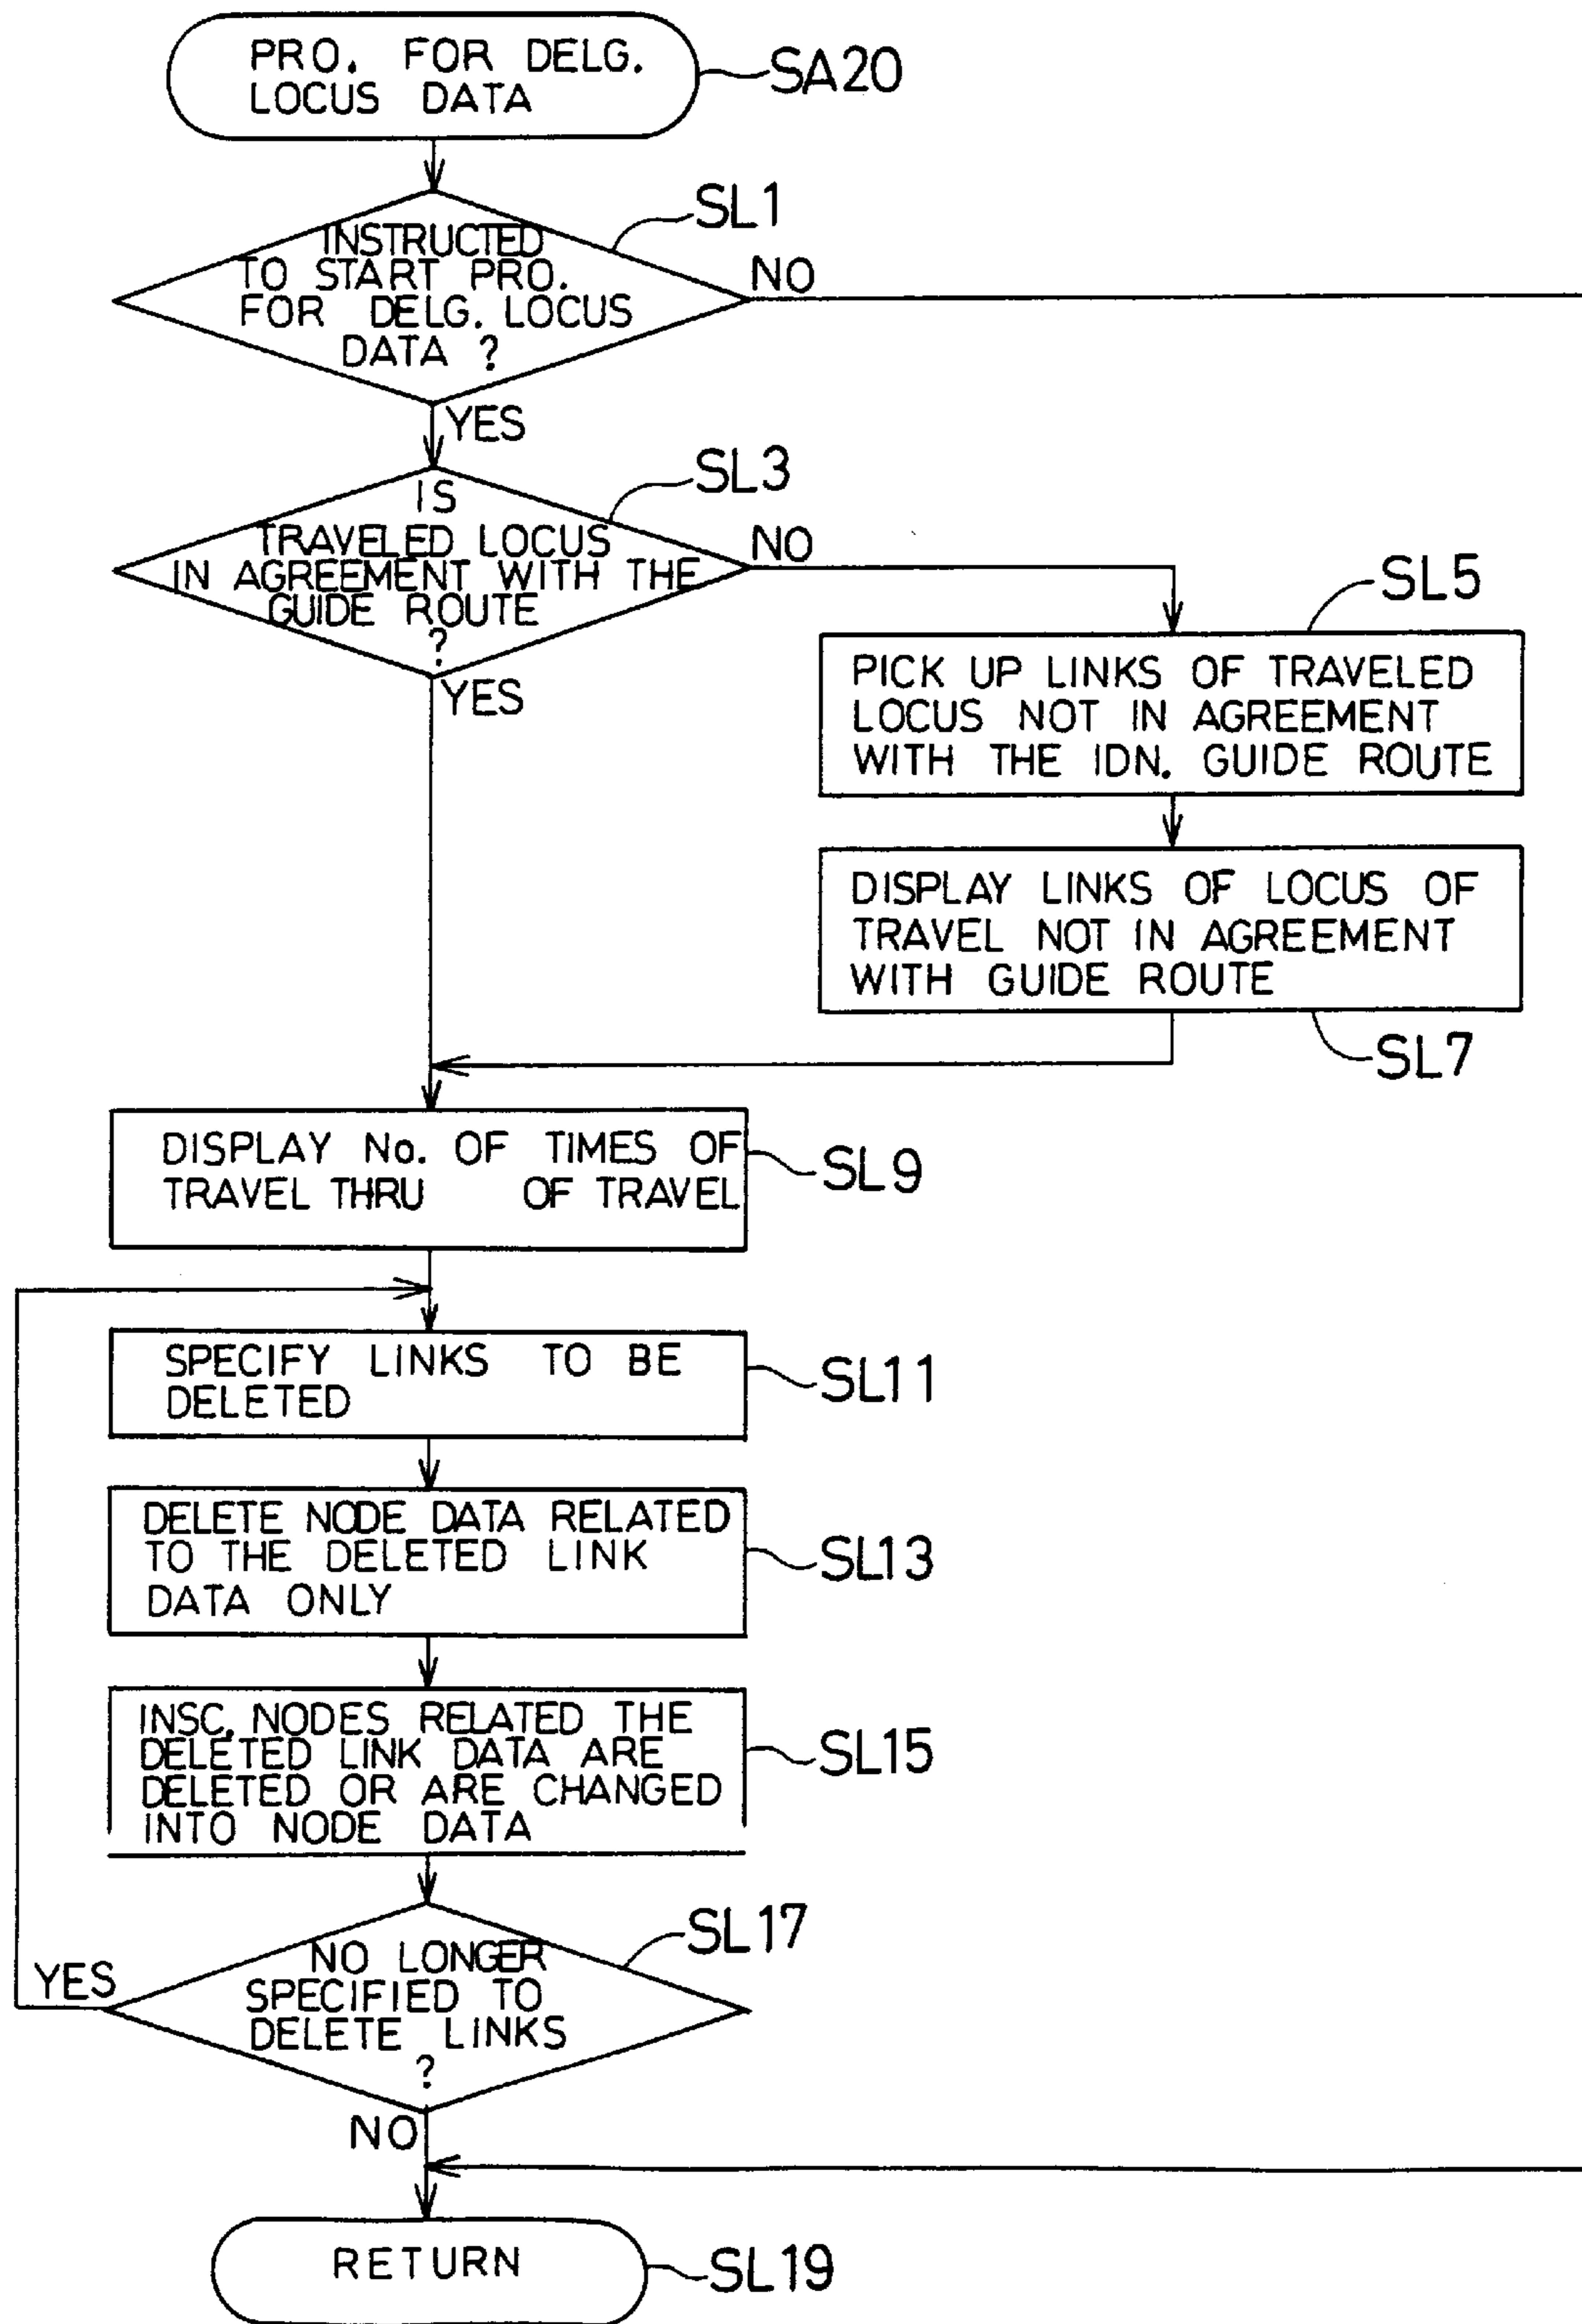 PRO. FOR DELG.
LOCUS DATA
SA20
SL1
INSTRUCTED
TO START PRO.
FOR DELG. LOCUS
DATA ?
NO
YES
SL3
IS
TRAVELED LOCUS
IN AGREEMENT WITH THE
GUIDE ROUTE
?
NO
YES
SL5
PICK UP LINKS OF TRAVELED
LOCUS NOT IN AGREEMENT
WITH THE IDN. GUIDE ROUTE
DISPLAY LINKS OF LOCUS OF
TRAVEL NOT IN AGREEMENT
WITH GUIDE ROUTE
SL7
DISPLAY No. OF TIMES OF
TRAVEL THRU OF TRAVEL
SL9
SPECIFY LINKS TO BE
DELETED
SL11
DELETE NODE DATA RELATED
TO THE DELETED LINK
DATA ONLY
SL13
INSC. NODES RELATED THE
DELETED LINK DATA ARE
DELETED OR ARE CHANGED
INTO NODE DATA
SL15
SL17
NO LONGER
SPECIFIED TO
DELETE LINKS
?
YES
NO
RETURN
SL19